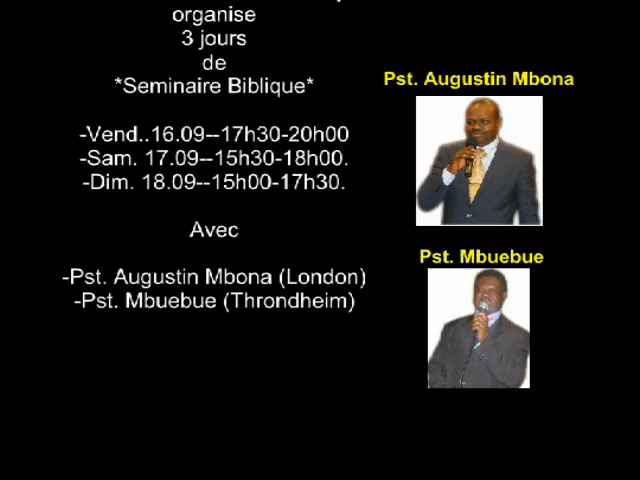 organise
3 jours
de
*Seminaire Biblique*
-Vend..16.09--17h30-20h00
-Sam. 17.09--15h30-18h00.
-Dim. 18.09--15h00-17h30.
Avec
-Pst. Augustin Mbona (London)
-Pst. Mbuebue (Throndheim)
Pst. Augustin Mbona
Pst. Mbuebue